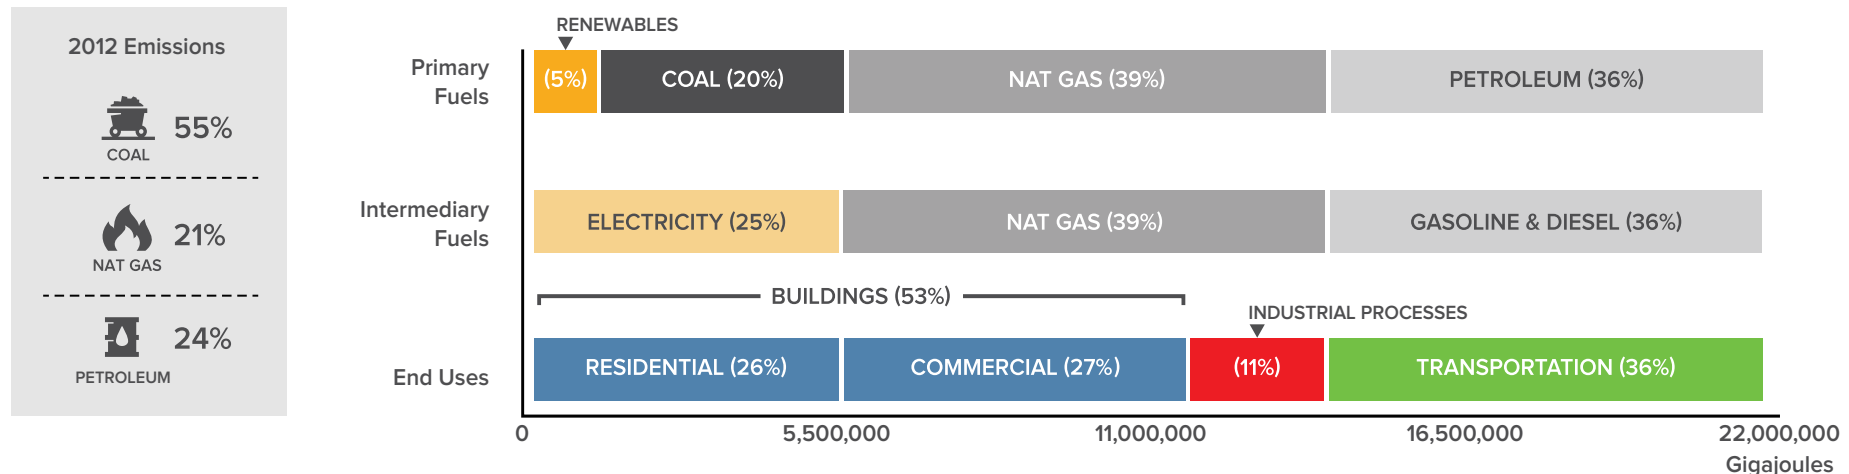 2012 Emissions
55%
COAL
21%
NAT GAS
24%
PETROLEUM
RENEWABLES
Primary
Fuels
(5%)
COAL (20%)
NAT GAS (39%)
PETROLEUM (36%)
Intermediary
Fuels
ELECTRICITY (25%)
NAT GAS (39%)
GASOLINE & DIESEL (36%)
BUILDINGS (53%)
INDUSTRIAL PROCESSES
End Uses
RESIDENTIAL (26%)
COMMERCIAL (27%)
(11%)
TRANSPORTATION (36%)
0
5,500,000
11,000,000
16,500,000
22,000,000
Gigajoules